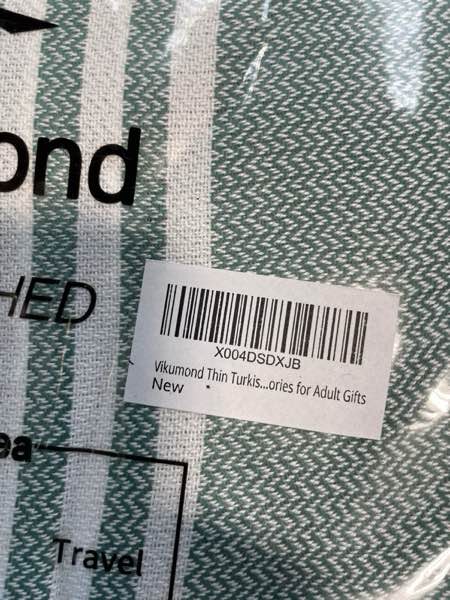 ond
HED
X004DSDXJB
Vikumond Thin Turkis...ories for Adult Gifts
New
ea
Travel